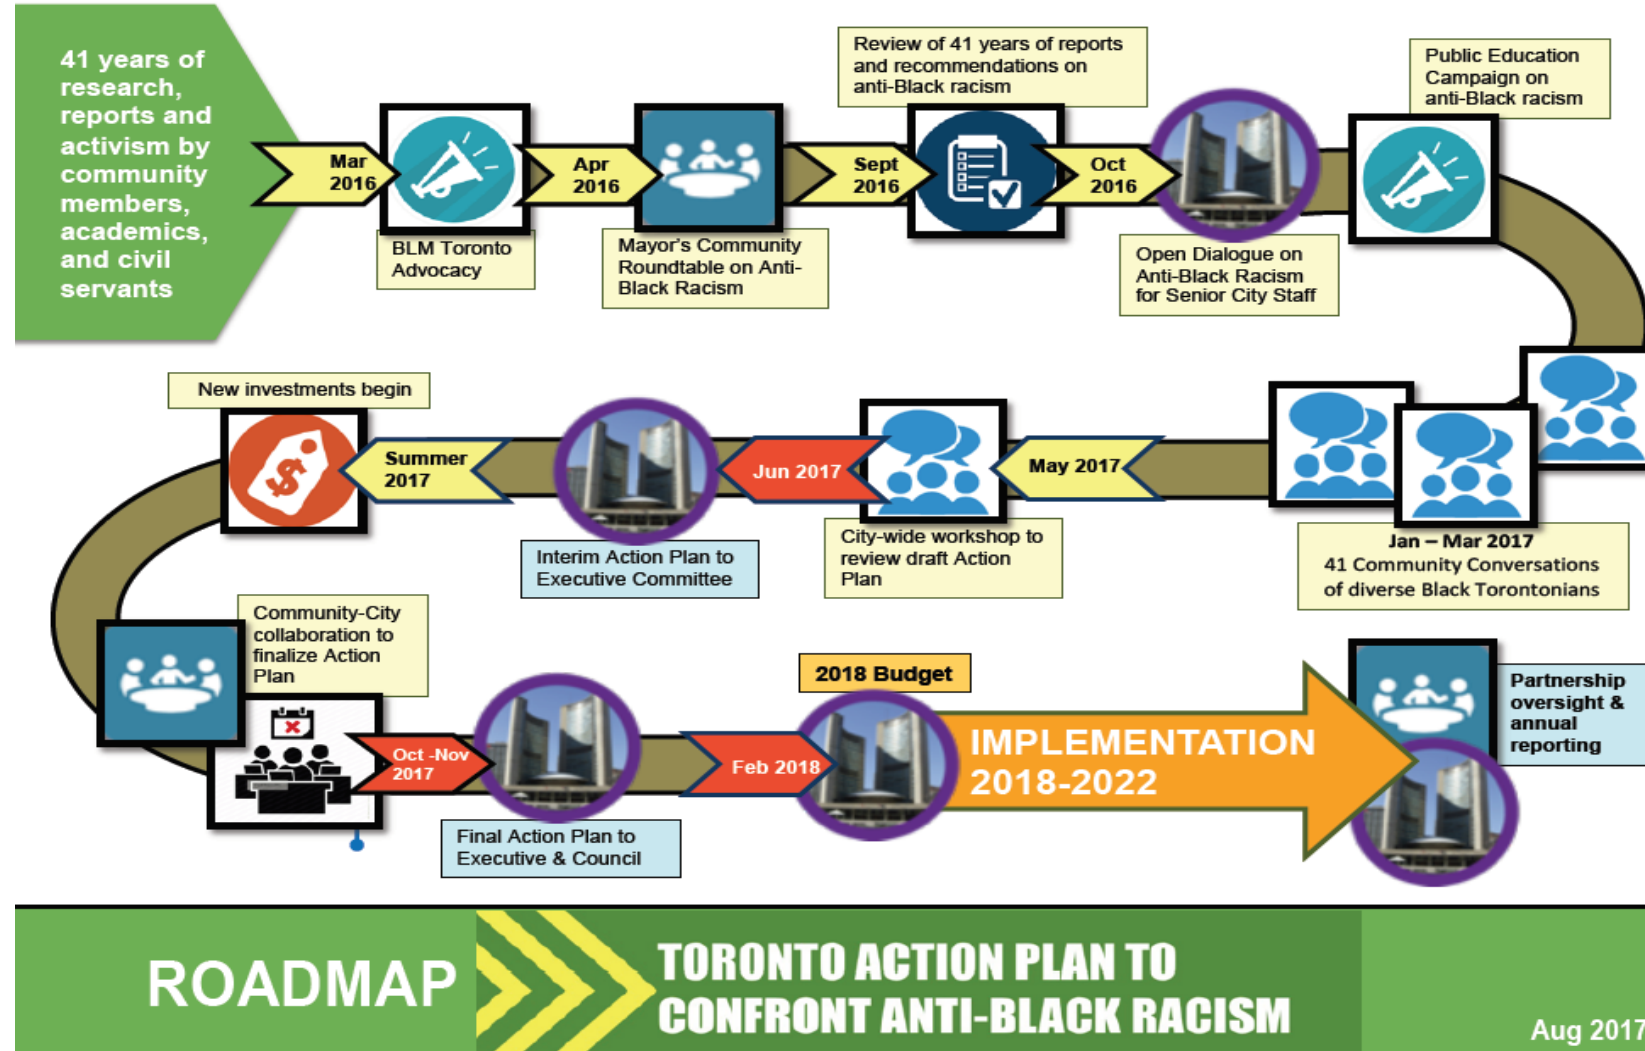 41 years of
research,
reports and
activism by
community
members,
academics,
and civil
servants
Mar
2016
BLM Toronto
Advocacy
Apr
2016
Mayor's Community
Roundtable on Anti-
Black Racism
Sept
2016
Review of 41 years of reports
and recommendations on
anti-Black racism
Oct
2016
Open Dialogue on
Anti-Black Racism
for Senior City Staff
Public Education
Campaign on
anti-Black racism
Jan – Mar 2017
41 Community Conversations
of diverse Black Torontonians
May 2017
City-wide workshop to
review draft Action
Plan
Jun 2017
Interim Action Plan to
Executive Committee
Summer
2017
New investments begin
$
Community-City
collaboration to
finalize Action
Plan
Oct -Nov
2017
Final Action Plan to
Executive & Council
Feb 2018
2018 Budget
IMPLEMENTATION
2018-2022
Partnership
oversight &
annual
reporting
ROADMAP
TORONTO ACTION PLAN TO
CONFRONT ANTI-BLACK RACISM
Aug 2017